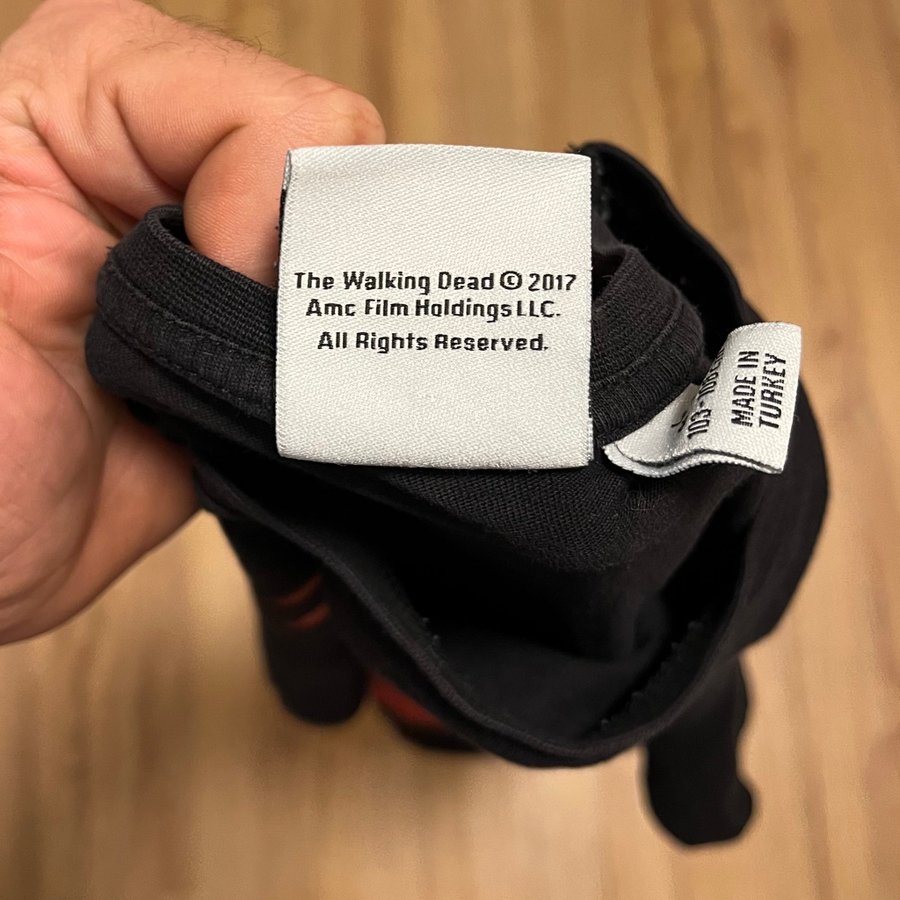 The Walking Dead © 2017
Amc Film Holdings LLC.
All Rights Reserved.
MADE IN
TURKEY